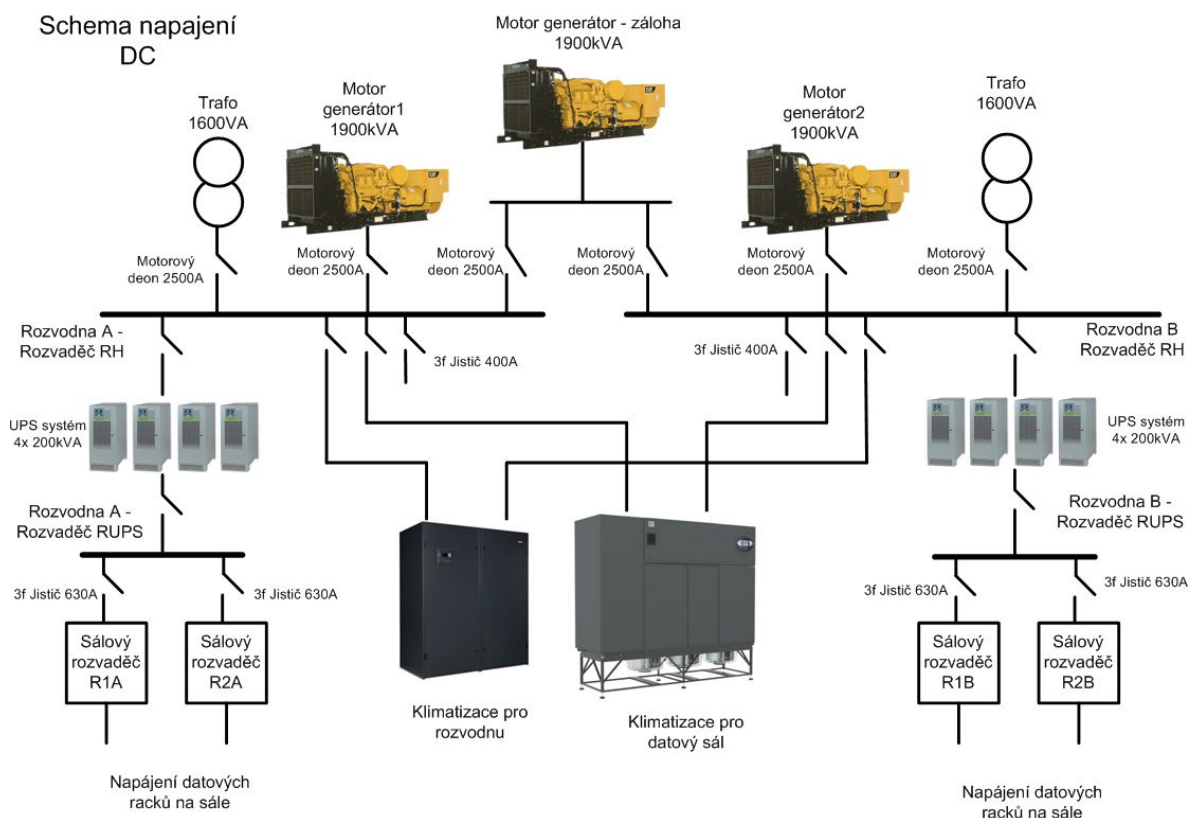 Schema napajení
DC
Motor generátor - záloha
1900kVA
Trafo
1600VA
Motor
generátor1
1900kVA
Motor
generátor2
1900kVA
Trafo
1600VA
Motorový
deon 2500A
Motorový
deon 2500A
Motorový
deon 2500A
Motorový
deon 2500A
Motorový
deon 2500A
Motorový
deon 2500A
Rozvodna A -
Rozvaděč RH
3f Jistič 400A
3f Jistič 400A
Rozvodna B
Rozvaděč RH
UPS systém
4x 200kVA
UPS systém
4x 200kVA
Rozvodna A -
Rozvaděč RUPS
Rozvodna B -
Rozvaděč RUPS
3f Jistič 630A
3f Jistič 630A
3f Jistič 630A
3f Jistič 630A
Sálový
rozvaděč
R1A
Sálový
rozvaděč
R2A
Sálový
rozvaděč
R1B
Sálový
rozvaděč
R2B
Klimatizace pro
rozvodnu
Klimatizace pro
datový sál
Napájení datových
racků na sále
Napájení datových
racků na sále